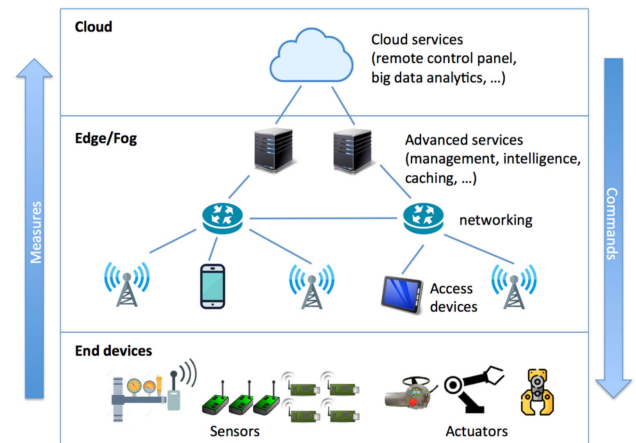 Cloud
Cloud services
(remote control panel,
big data analytics, …)
Measures
Edge/Fog
Advanced services
(management, intelligence,
caching, …)
Commands
networking
Access
devices
End devices
Sensors
Actuators